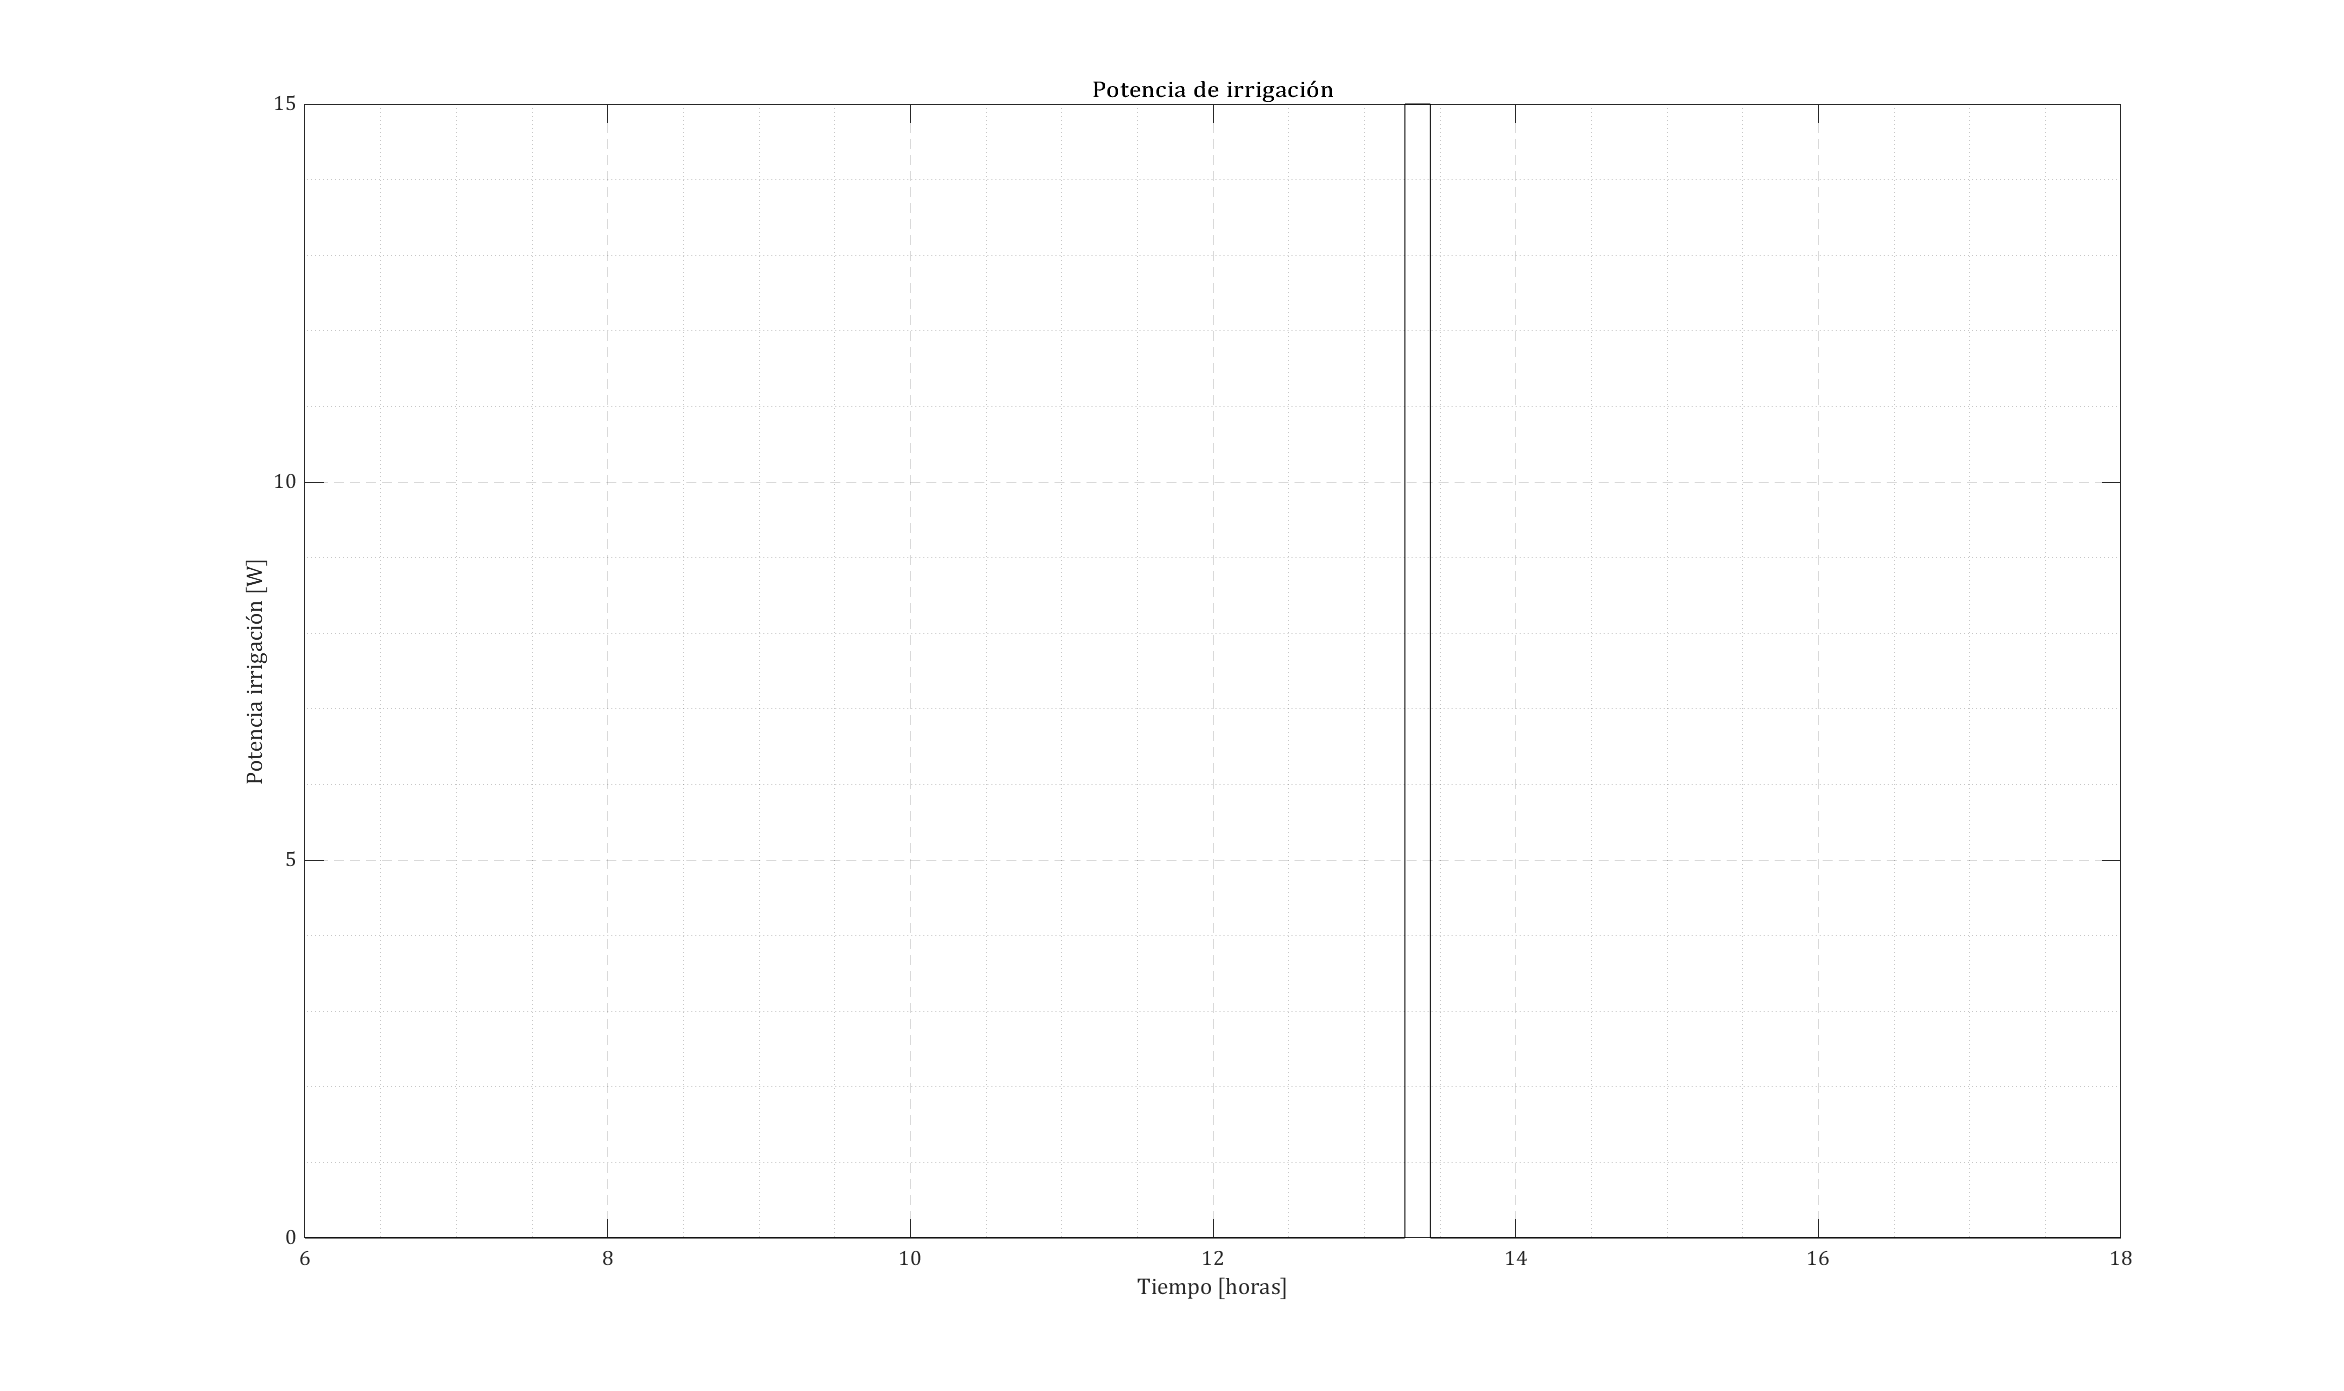 Potencia de irrigación
15
10
5
0
Potencia irrigación [W]
6 8 10 12 14 16 18
Tiempo [horas]